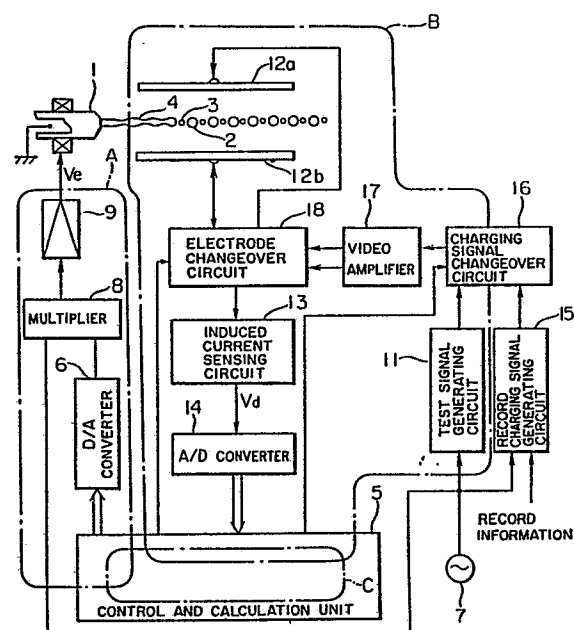 B
1
12a
4
3
2
12b
A
Ve
9
18
17
16
ELECTRODE
CHANGEOVER
CIRCUIT
VIDEO
AMPLIFIER
CHARGING
SIGNAL
CHANGEOVER
CIRCUIT
8
MULTIPLIER
13
INDUCED
CURRENT
SENSING
CIRCUIT
15
11
TEST SIGNAL
GENERATING
CIRCUIT
RECORD
CHARGING SIGNAL
GENERATING
CIRCUIT
6
D/A
CONVERTER
Vd
14
A/D CONVERTER
5
RECORD
INFORMATION
C
CONTROL AND CALCULATION UNIT
7